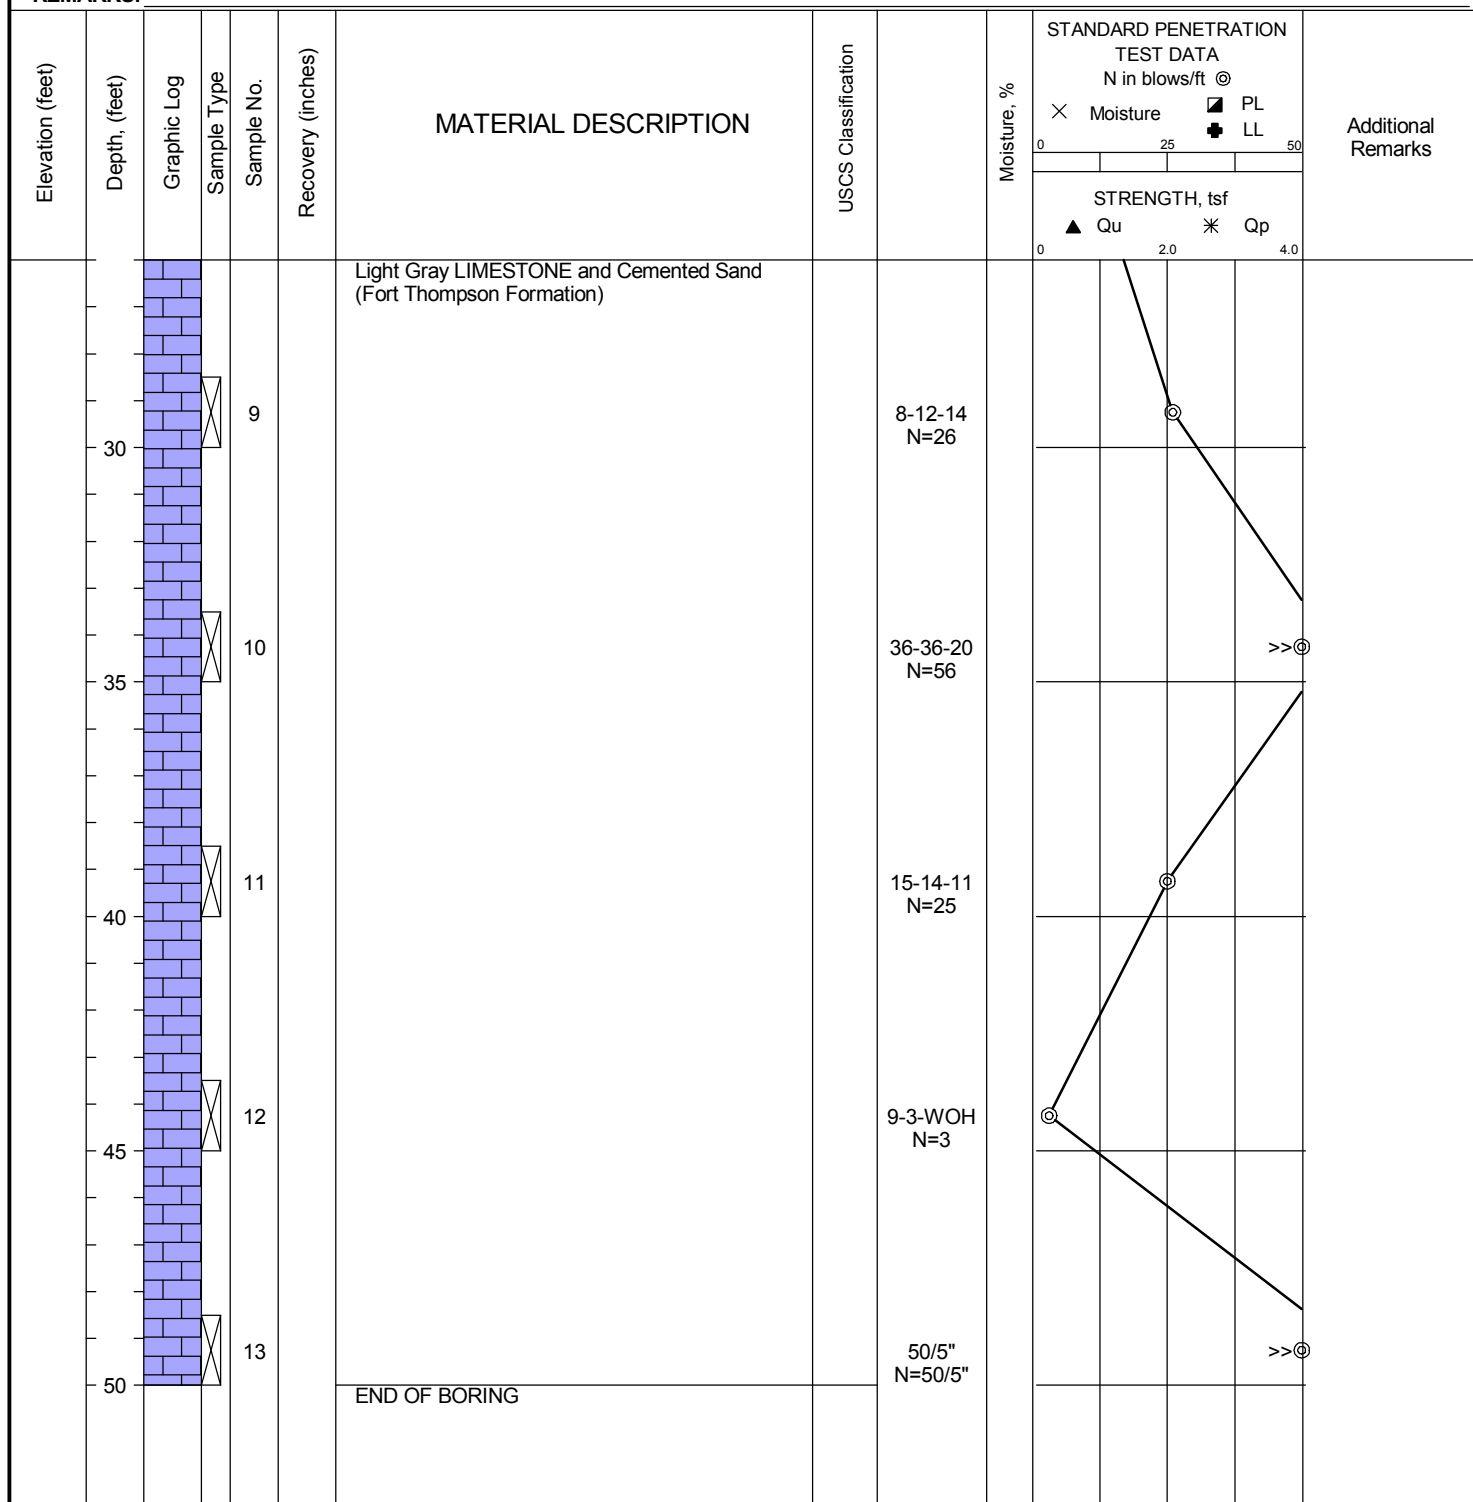 REMARKS:
Elevation (feet)
Depth, (feet)
Graphic Log
Sample Type
Sample No.
Recovery (inches)
MATERIAL DESCRIPTION
USCS Classification
Moisture, %
STANDARD PENETRATION
TEST DATA
N in blows/ft
Moisture
PL
LL
0 25 50
STRENGTH, tsf
Qu Qp
0 2.0 4.0
Additional
Remarks
Light Gray LIMESTONE and Cemented Sand
(Fort Thompson Formation)
9
8-12-14
N=26
30
10
36-36-20
N=56
>>
35
11
15-14-11
N=25
40
12
9-3-WOH
N=3
45
13
50/5"
N=50/5"
>>
50
END OF BORING